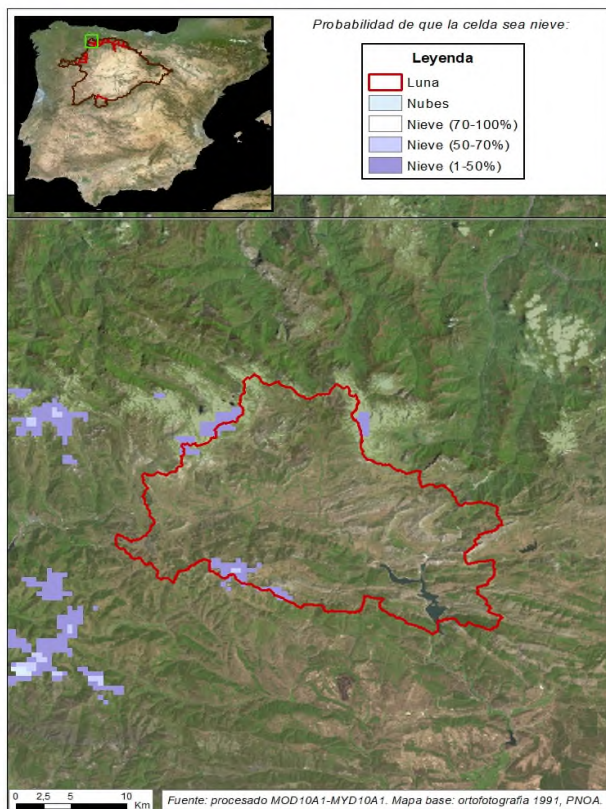 Probabilidad de que la celda sea nieve:
Leyenda
Luna
Nubes
Nieve (70-100%)
Nieve (50-70%)
Nieve (1-50%)
0 2,5 5 10
Km
Fuente: procesado MOD10A1-MYD10A1. Mapa base: ortofotografia 1991, PNOA